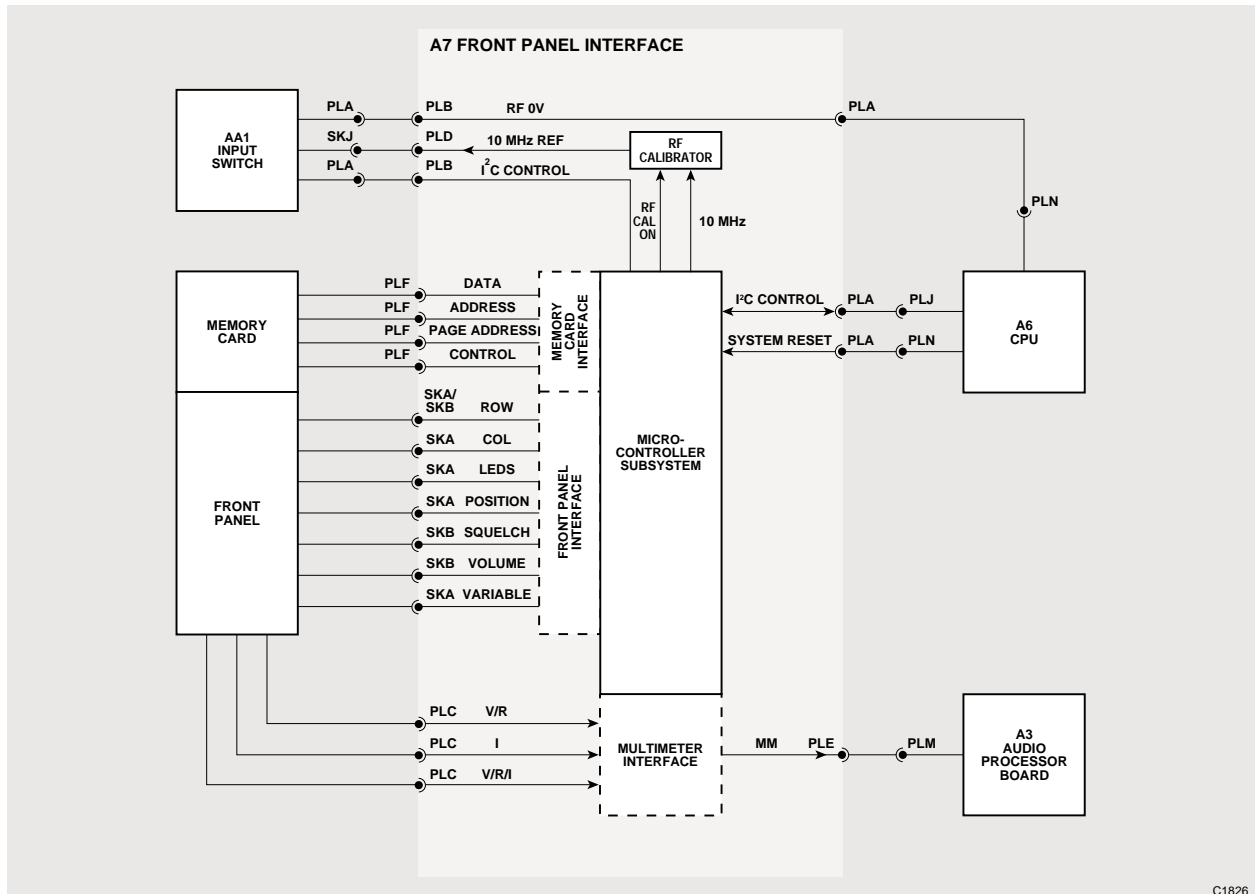 A7 FRONT PANEL INTERFACE
PLA PLB RF 0V PLA
AA1
INPUT
SWITCH
SKJ PLD 10 MHz REF
RF
CALIBRATOR
PLA PLB I²C CONTROL
RF
CAL
ON
10 MHz
PLN
MEMORY
CARD
PLF DATA
PLF ADDRESS
PLF PAGE ADDRESS
PLF CONTROL
MEMORY
CARD
INTERFACE
I²C CONTROL PLA PLJ
SYSTEM RESET PLA PLN
A6
CPU
FRONT
PANEL
SKA/
SKB ROW
SKA COL
SKA LEDS
SKA POSITION
SKB SQUELCH
SKB VOLUME
SKA VARIABLE
FRONT PANEL
INTERFACE
MICRO-
CONTROLLER
SUBSYSTEM
PLC V/R
PLC I
PLC V/R/I
MULTIMETER
INTERFACE
MM PLE PLM
A3
AUDIO
PROCESSOR
BOARD
C1826